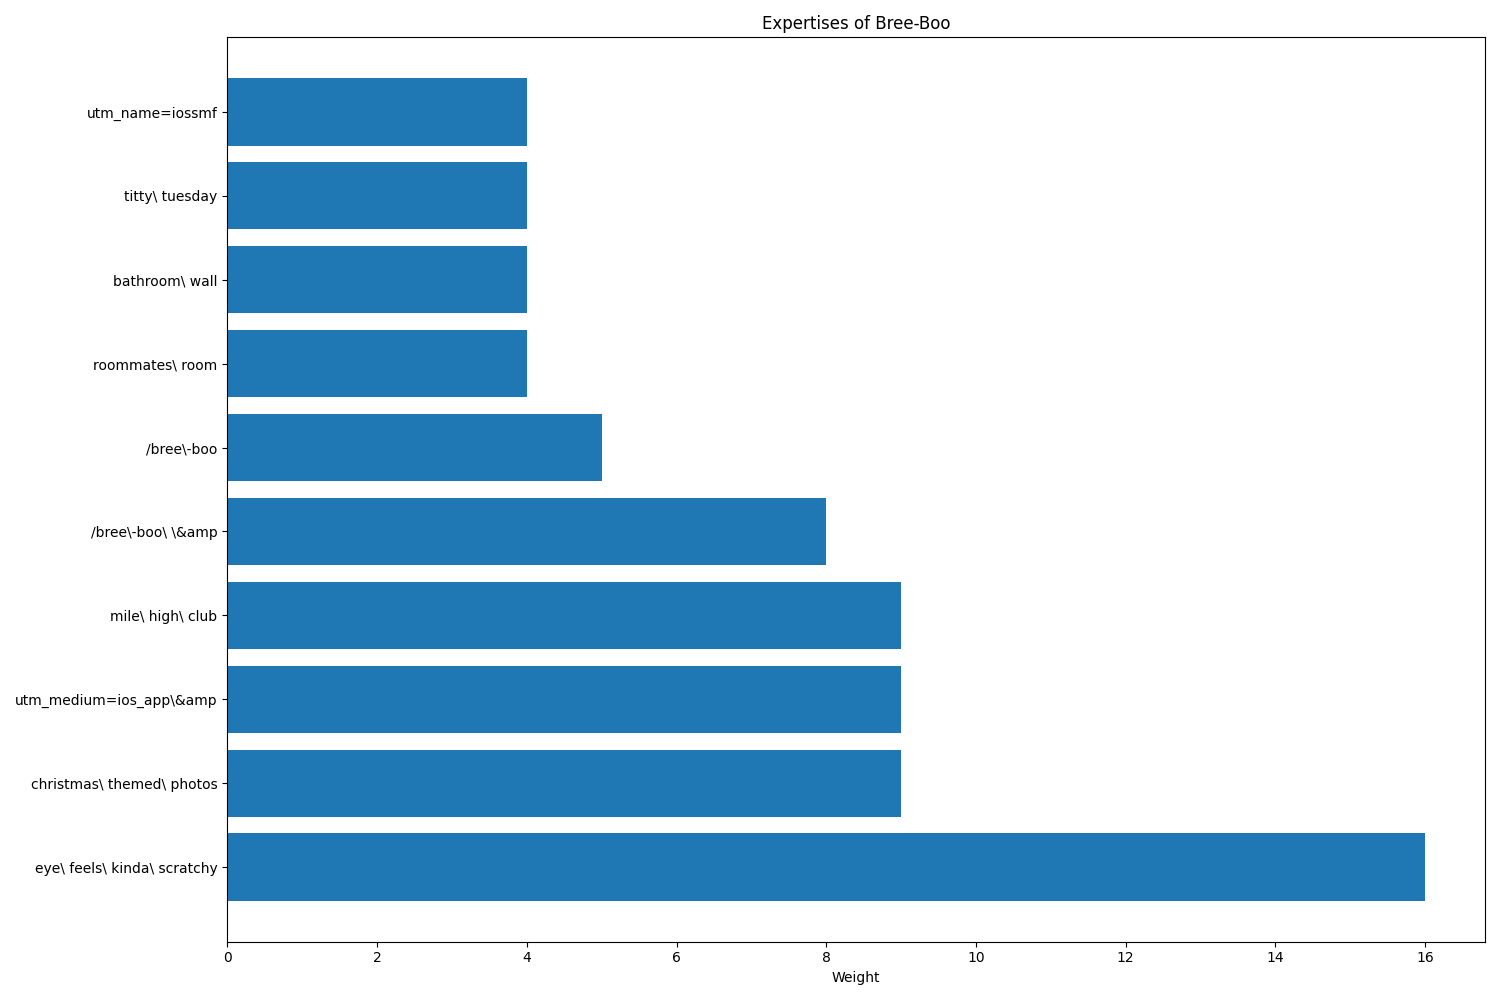 Expertises of Bree-Boo
utm_name=iossmf
titty\ tuesday
bathroom\ wall
roommates\ room
/bree\-boo
/bree\-boo\ \&amp
mile\ high\ club
utm_medium=ios_app\&amp
christmas\ themed\ photos
eye\ feels\ kinda\ scratchy
0 2 4 6 8 10 12 14 16
Weight